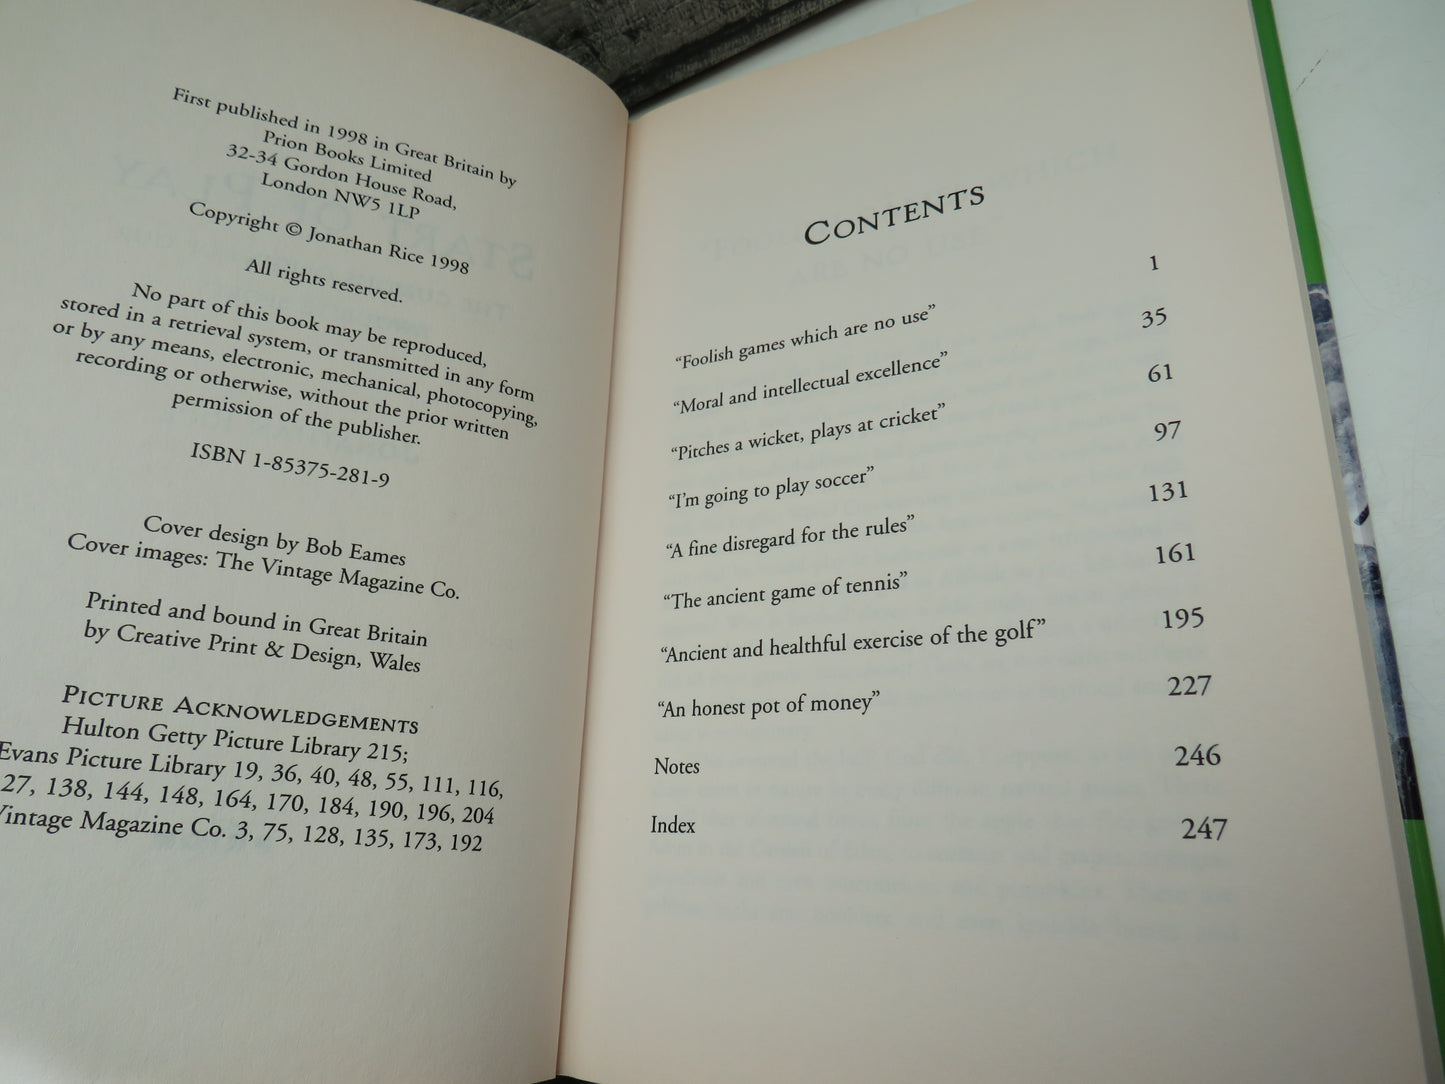 First published in 1998 in Great Britain by
Prion Books Limited
32-34 Gordon House Road,
London NW5 1LP
Copyright © Jonathan Rice 1998
All rights reserved.
No part of this book may be reproduced,
stored in a retrieval system, or transmitted in any form
or by any means, electronic, mechanical, photocopying,
recording or otherwise, without the prior written
permission of the publisher.
ISBN 1-85375-281-9
Cover design by Bob Eames
Cover images: The Vintage Magazine Co.
Printed and bound in Great Britain
by Creative Print & Design, Wales
PICTURE ACKNOWLEDGEMENTS
Hulton Getty Picture Library 215;
Evans Picture Library 19, 36, 40, 48, 55, 111, 116,
27, 138, 144, 148, 164, 170, 184, 190, 196, 204
Vintage Magazine Co. 3, 75, 128, 135, 173, 192
CONTENTS
“Foolish games which are no use” 1
“Moral and intellectual excellence” 35
“Pitches a wicket, plays at cricket” 61
“I’m going to play soccer” 97
“A fine disregard for the rules” 131
“The ancient game of tennis” 161
“Ancient and healthful exercise of the golf” 195
“An honest pot of money” 227
Notes 246
Index 247